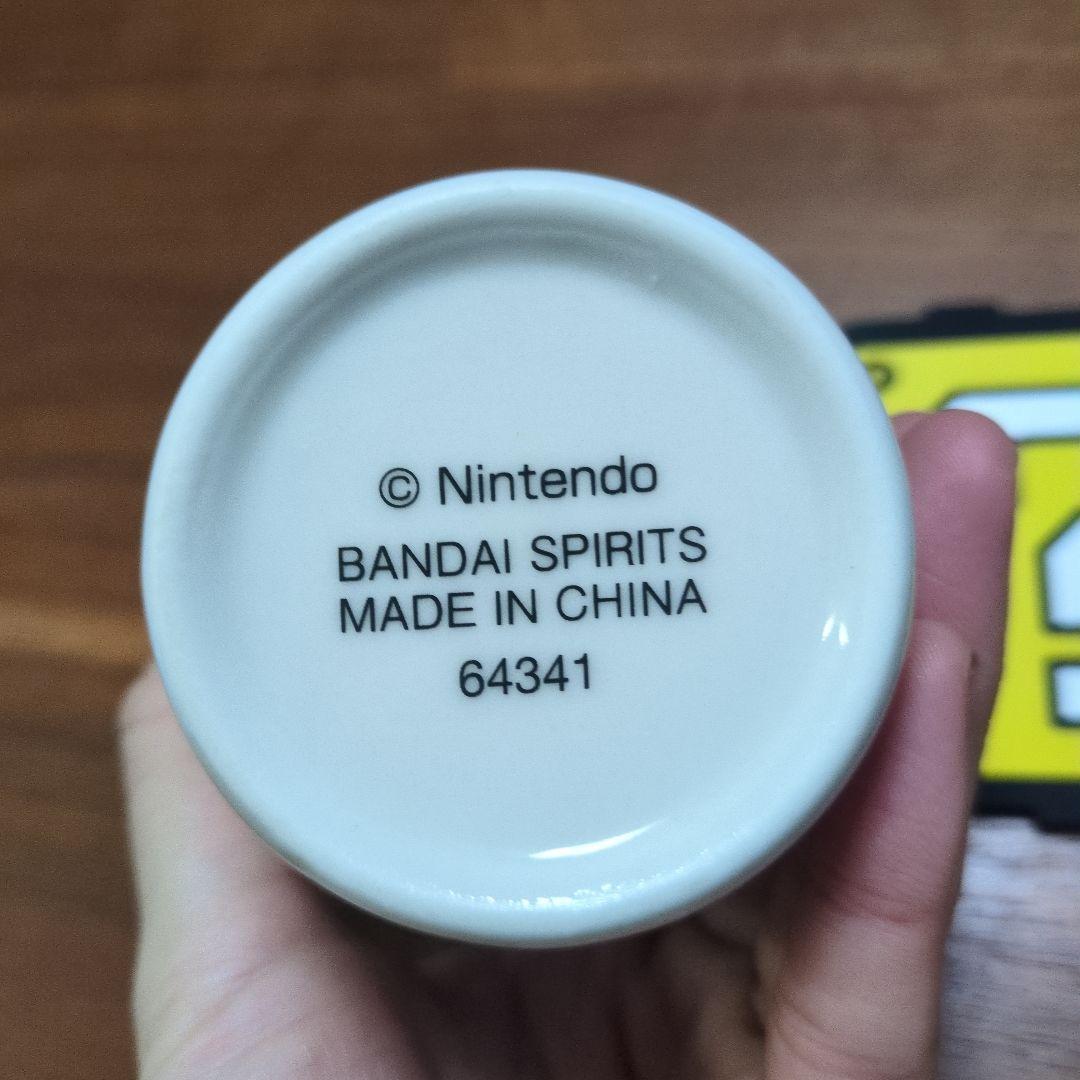 © Nintendo
BANDAI SPIRITS
MADE IN CHINA
64341